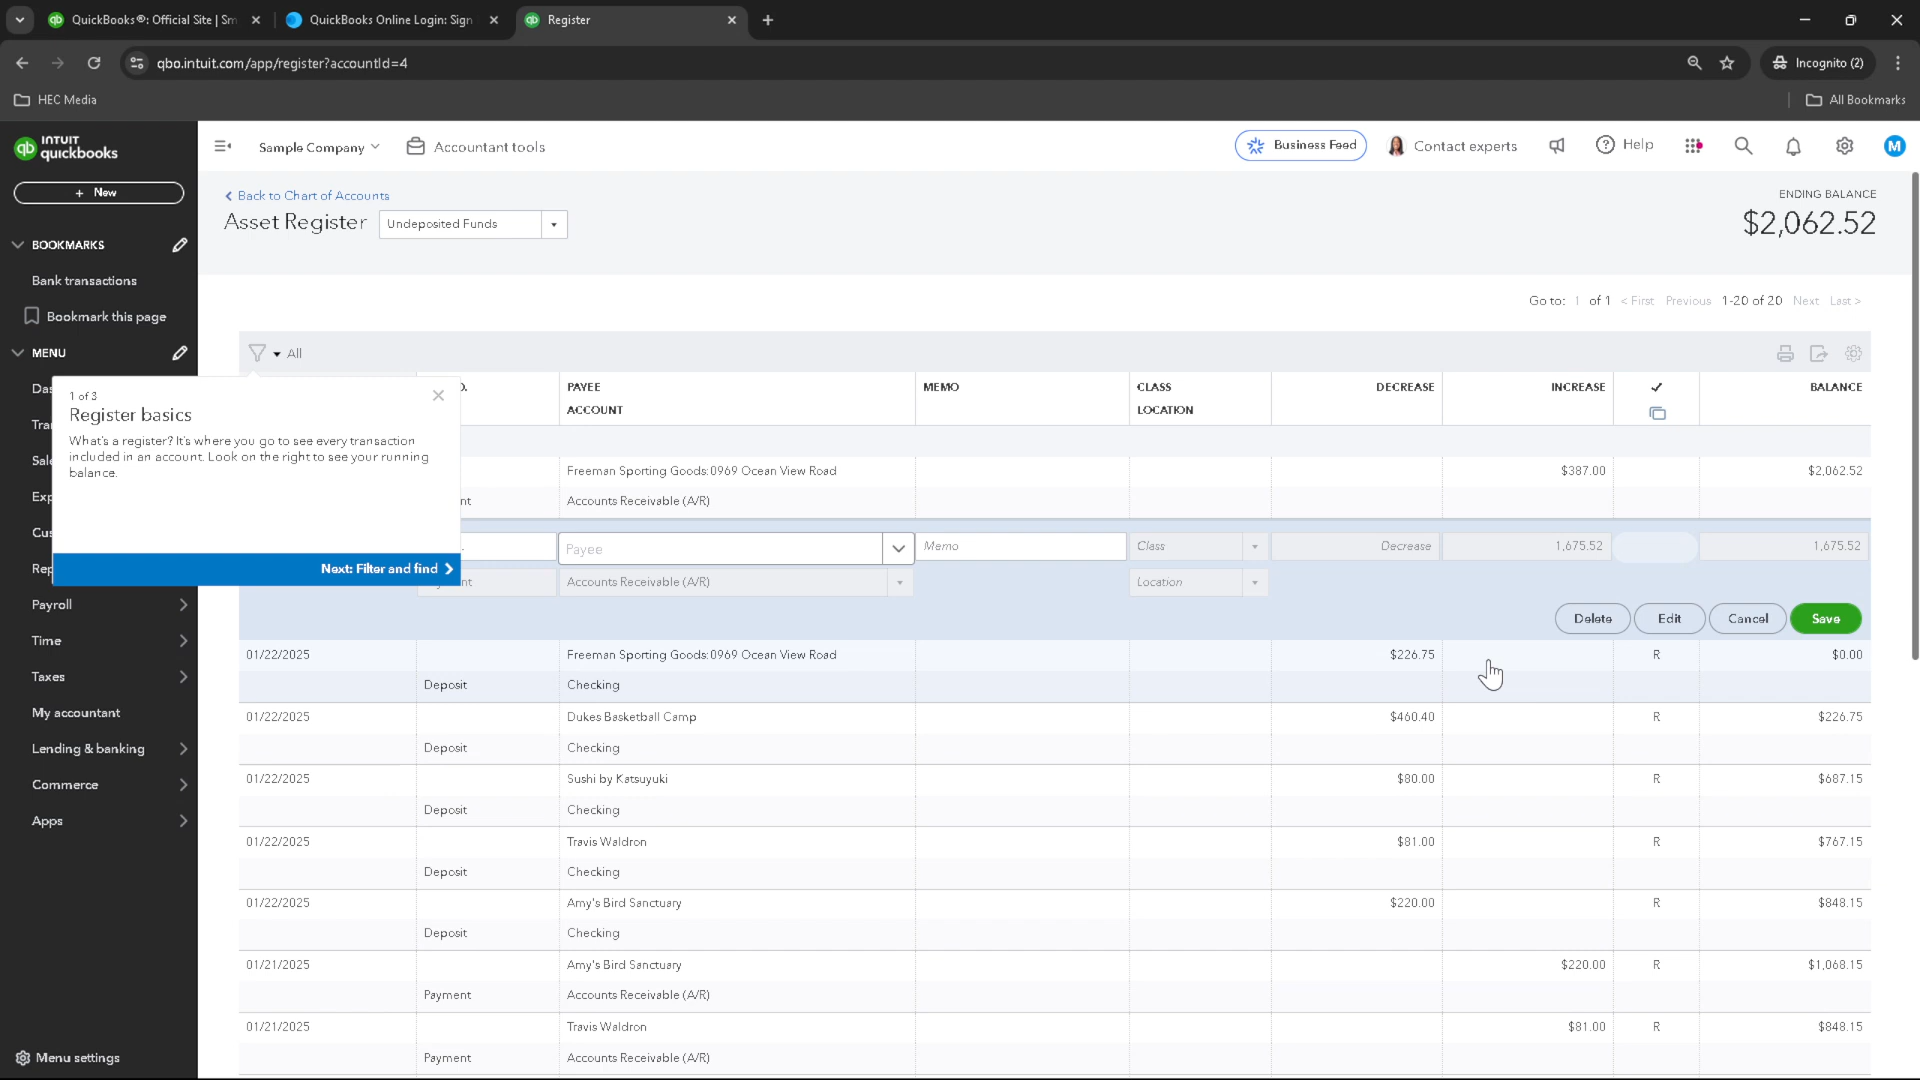 QuickBooks®: Official Site | Sm
QuickBooks Online Login: Sign
Register
qbo.intuit.com/app/register?accountId=4
Incognito (2)
HEC Media
All Bookmarks
INTUIT
quickbooks
Sample Company
Accountant tools
Business Feed
Contact experts
Help
M
+ New
Back to Chart of Accounts
Asset Register
Undeposited Funds
ENDING BALANCE
$2,062.52
BOOKMARKS
Bank transactions
Bookmark this page
MENU
Go to: 1 of 1 < First Previous 1-20 of 20 Next Last >
All
PAYEE
ACCOUNT
MEMO
CLASS
LOCATION
DECREASE
INCREASE
BALANCE
1 of 3
Register basics
What's a register? It's where you go to see every transaction
included in an account. Look on the right to see your running
balance.
Next: Filter and find
Freeman Sporting Goods:0969 Ocean View Road $387.00 $2,062.52
Accounts Receivable (A/R)
Payee Memo Class Decrease 1,675.52 1,675.52
Accounts Receivable (A/R) Location
Delete Edit Cancel Save
01/22/2025 Freeman Sporting Goods:0969 Ocean View Road $226.75 R $0.00
Deposit Checking
01/22/2025 Dukes Basketball Camp $460.40 R $226.75
Deposit Checking
01/22/2025 Sushi by Katsuyuki $80.00 R $687.15
Deposit Checking
01/22/2025 Travis Waldron $81.00 R $767.15
Deposit Checking
01/22/2025 Amy's Bird Sanctuary $220.00 R $848.15
Deposit Checking
01/21/2025 Amy's Bird Sanctuary $220.00 R $1,068.15
Payment Accounts Receivable (A/R)
01/21/2025 Travis Waldron $81.00 R $848.15
Payment Accounts Receivable (A/R)
Payroll
Time
Taxes
My accountant
Lending & banking
Commerce
Apps
Menu settings